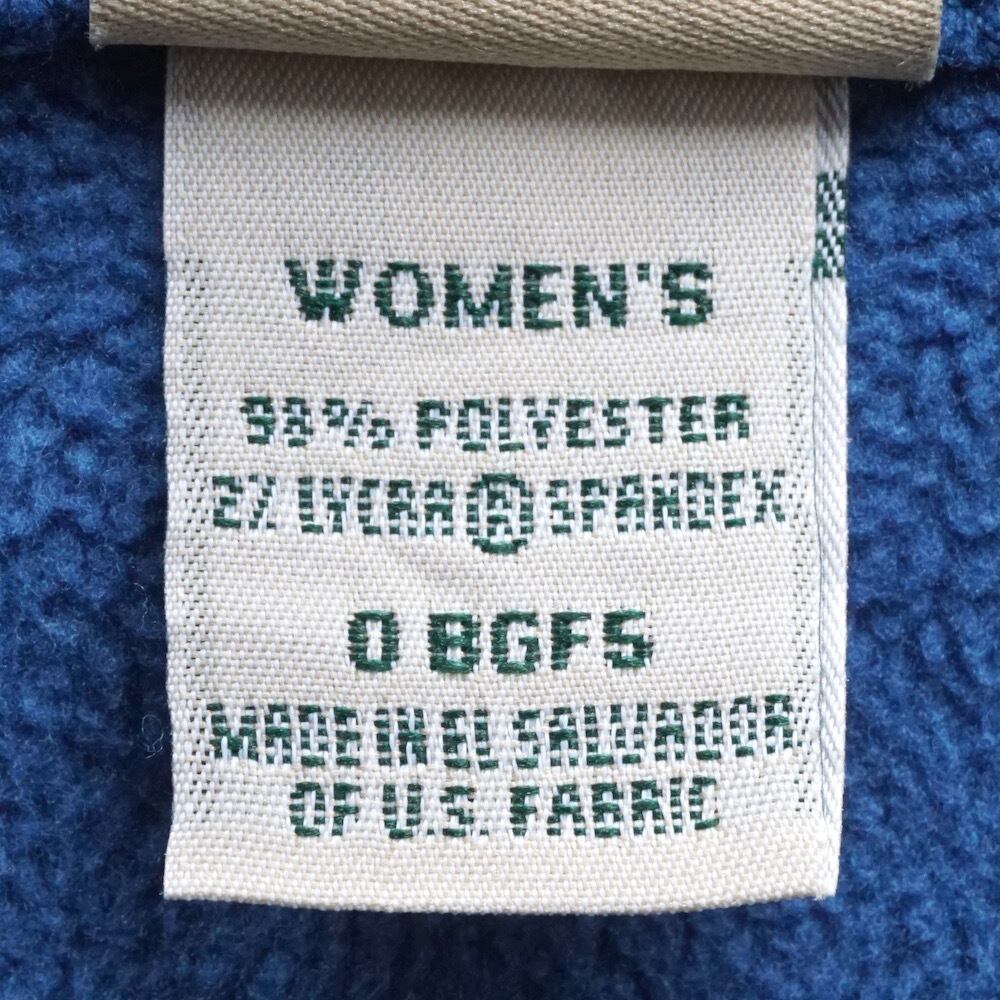 WOMEN'S
98% POLYESTER
2% LYCRA® SPANDEX
0 BGFS
MADE IN EL SALVADOR
OF U.S. FABRIC